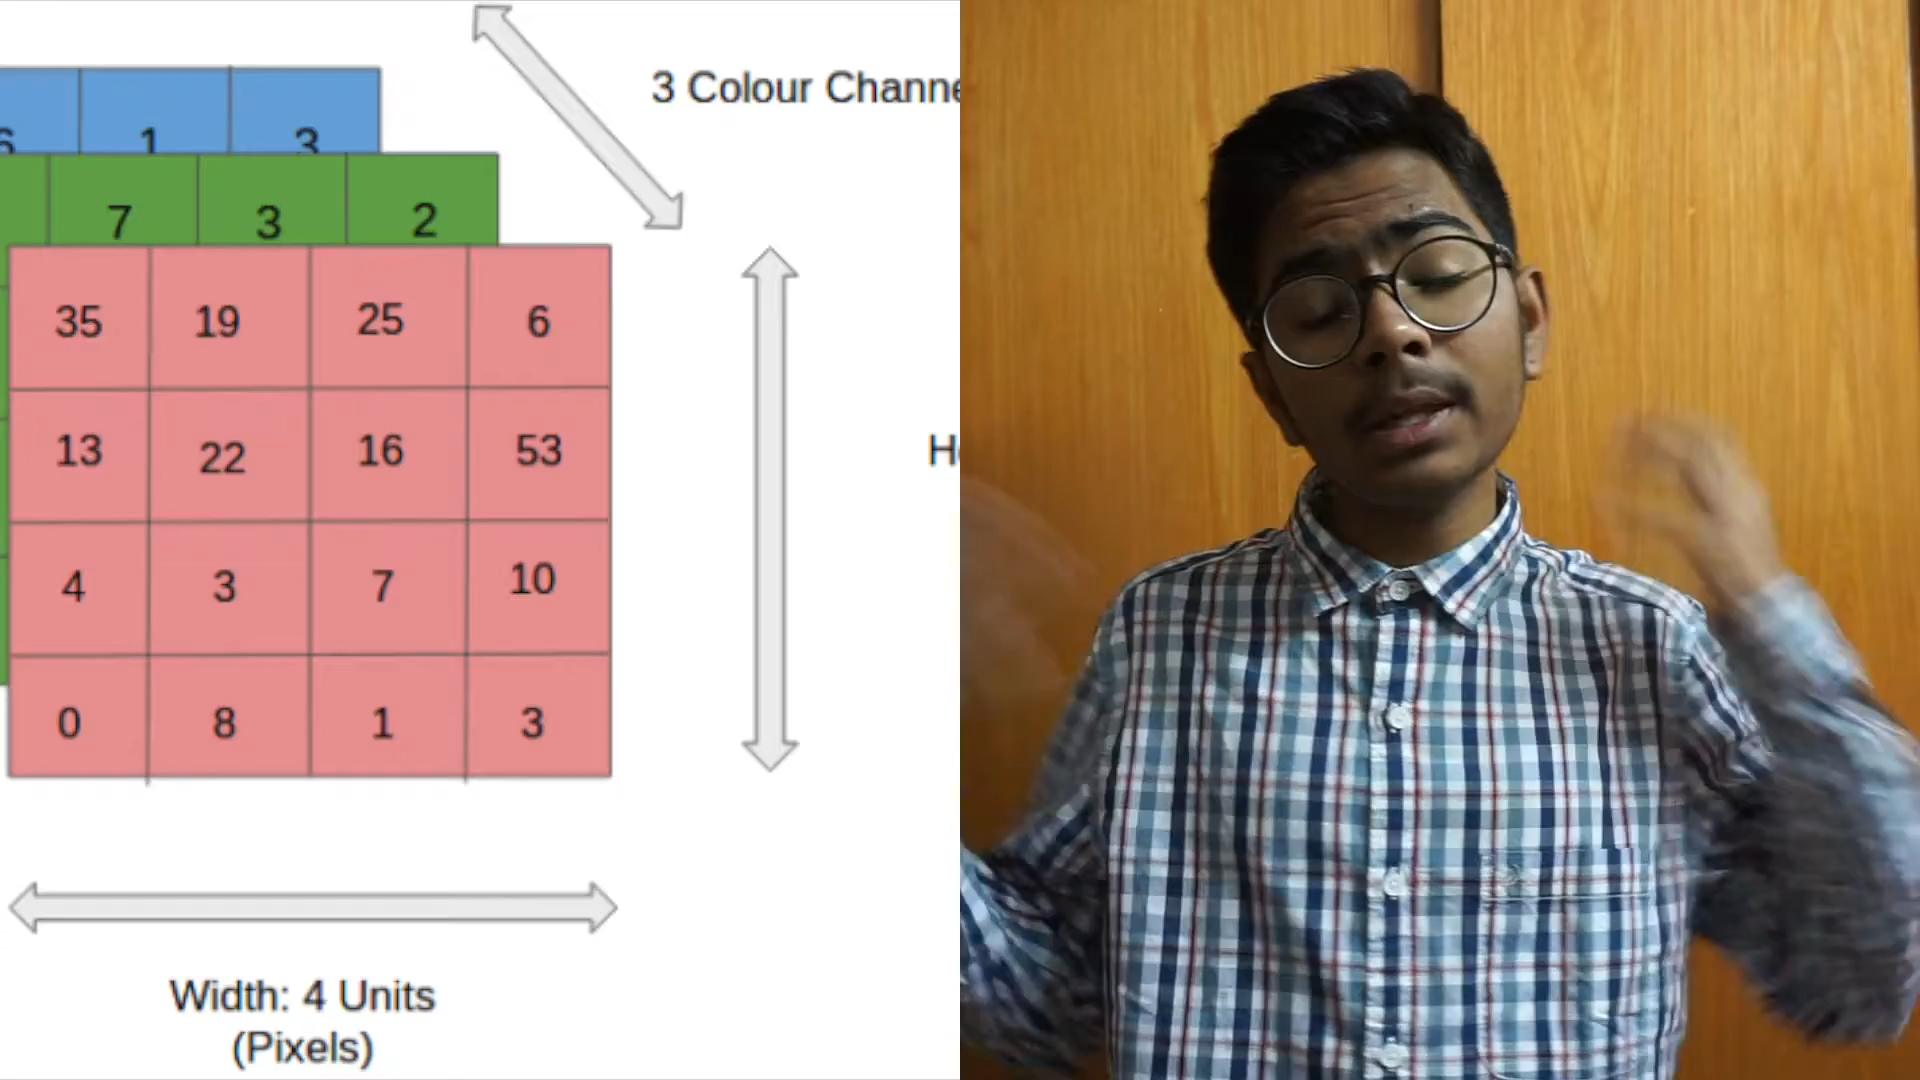 3 Colour Channe
6 1 3
7 3 2
35 19 25 6
13 22 16 53
H
4 3 7 10
0 8 1 3
Width: 4 Units
(Pixels)